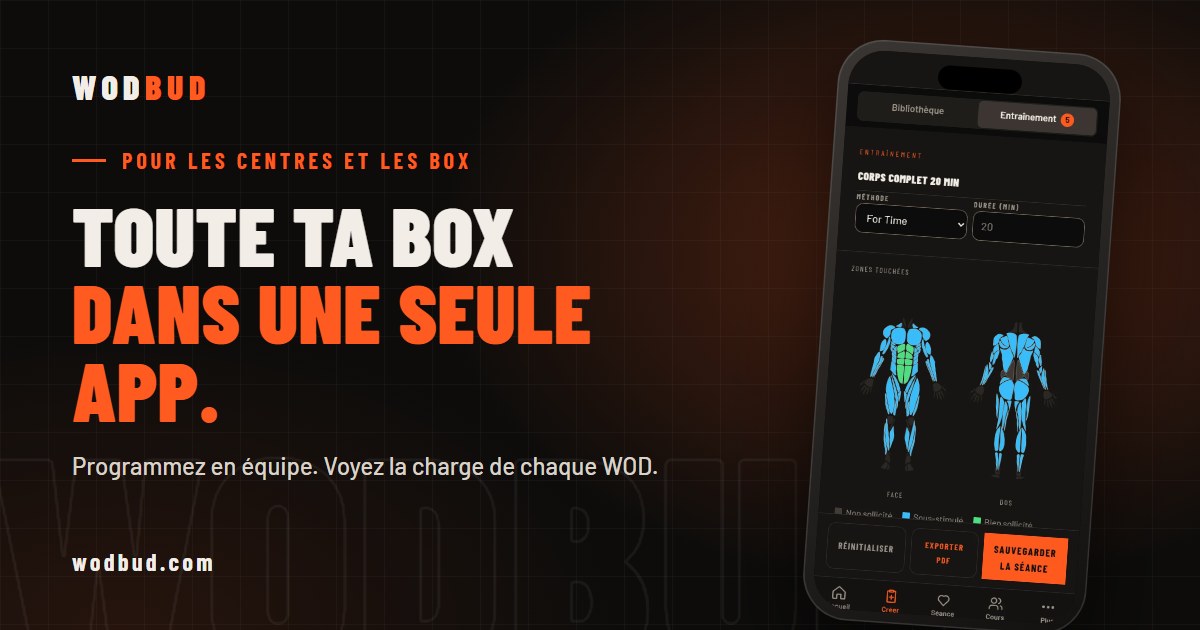 WODBUD
POUR LES CENTRES ET LES BOX
TOUTE TA BOX
DANS UNE SEULE
APP.
Programmez en équipe. Voyez la charge de chaque WOD.
wodbud.com
Bibliothèque
Entraînement 5
ENTRAÎNEMENT
CORPS COMPLET 20 MIN
MÉTHODE
DURÉE (MIN)
For Time
20
ZONES TOUCHÉES
FACE
DOS
Non sollicité
Sous-stimulé
Bien sollicité
RÉINITIALISER
EXPORTER
PDF
SAUVEGARDER
LA SÉANCE
Créer
Séance
Cours
WODBUD